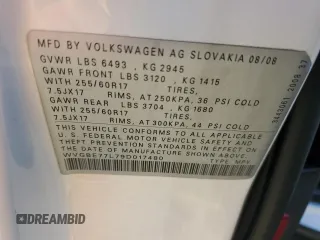 MFD BY VOLKSWAGEN AG SLOVAKIA 08/08
GVWR LBS 6493 , KG 2945
GAWR FRONT LBS 3120 , KG 1415
WITH 255/60R17 TIRES,
7.5JX17 RIMS, AT 250KPA, 36 PSI COLD
GAWR REAR LBS 3704 , KG 1680
WITH 255/60R17 TIRES,
7.5JX17 RIMS, AT 300KPA, 44 PSI COLD
THIS VEHICLE CONFORMS TO ALL APPLICABLE
U.S. FEDERAL MOTOR VEHICLE SAFETY
STANDARDS IN EFFECT ON THE DATE OF
MANUFACTURE SHOWN ABOVE.
TYPE: MPV
DREAMBID